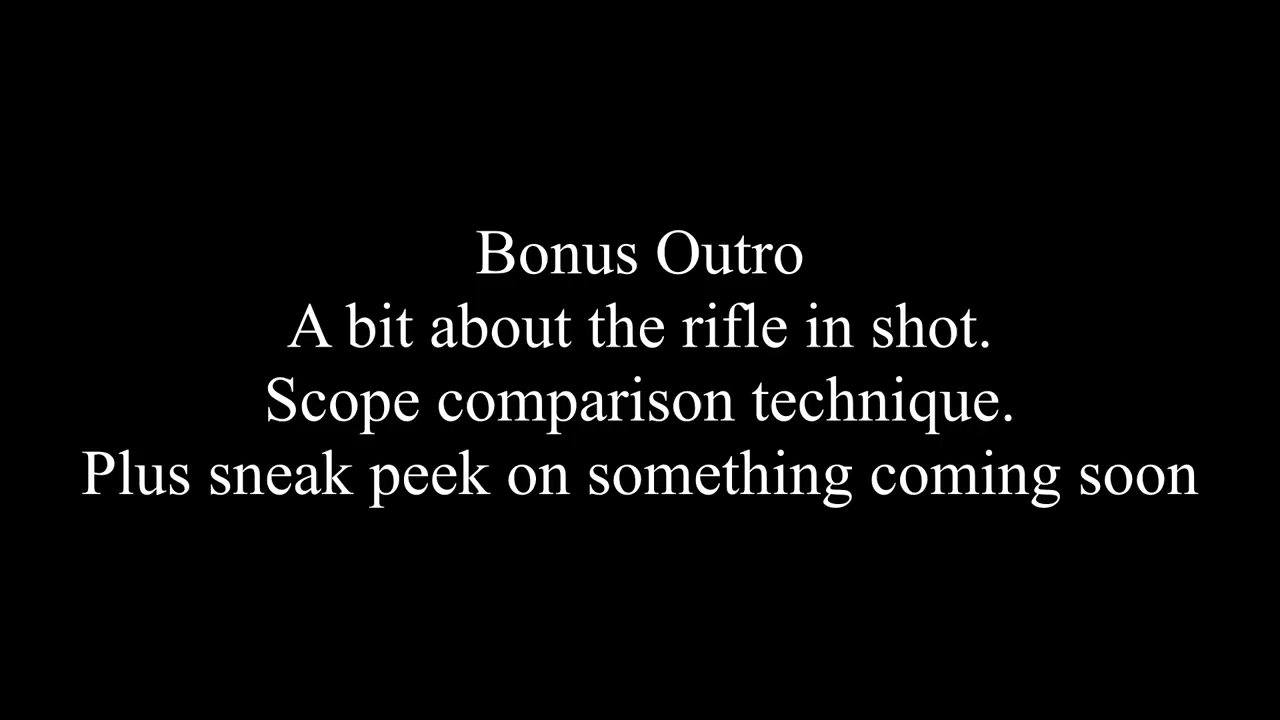 Bonus Outro
A bit about the rifle in shot.
Scope comparison technique.
Plus sneak peek on something coming soon